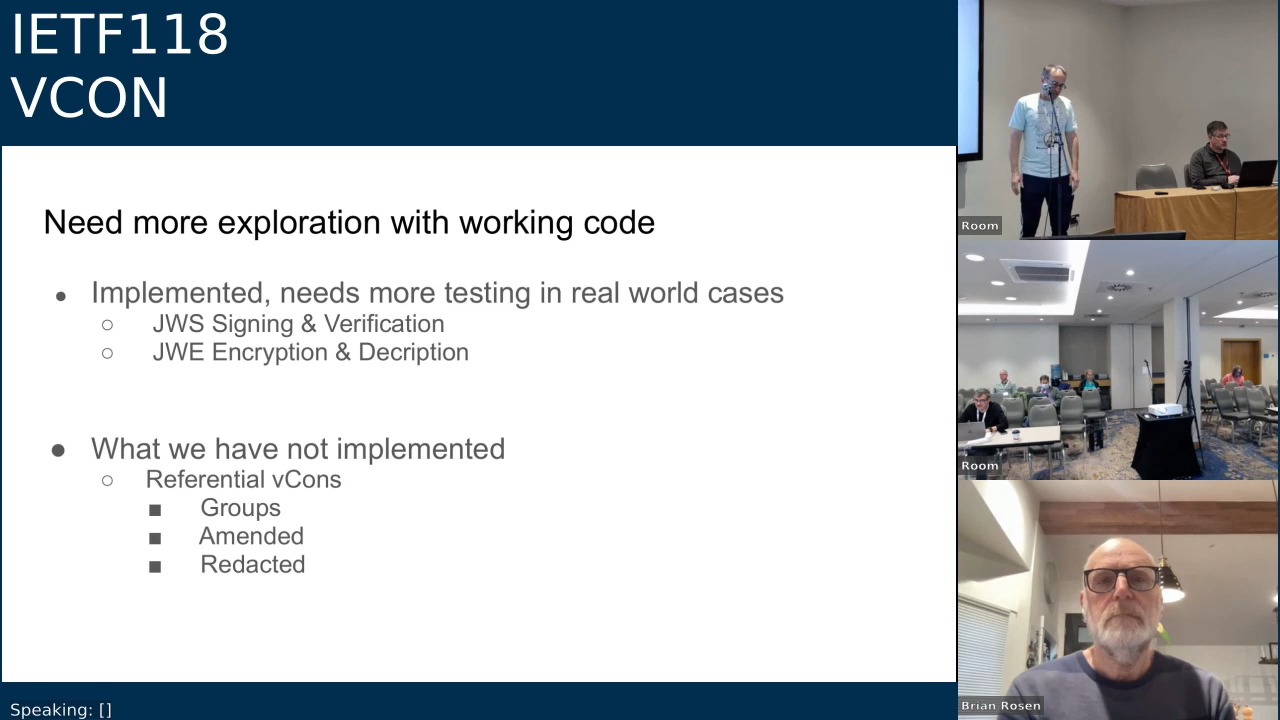 IETF118
VCON
Need more exploration with working code
● Implemented, needs more testing in real world cases
○ JWS Signing & Verification
○ JWE Encryption & Decription
● What we have not implemented
○ Referential vCons
■ Groups
■ Amended
■ Redacted
Speaking: []
Room
Room
Brian Rosen